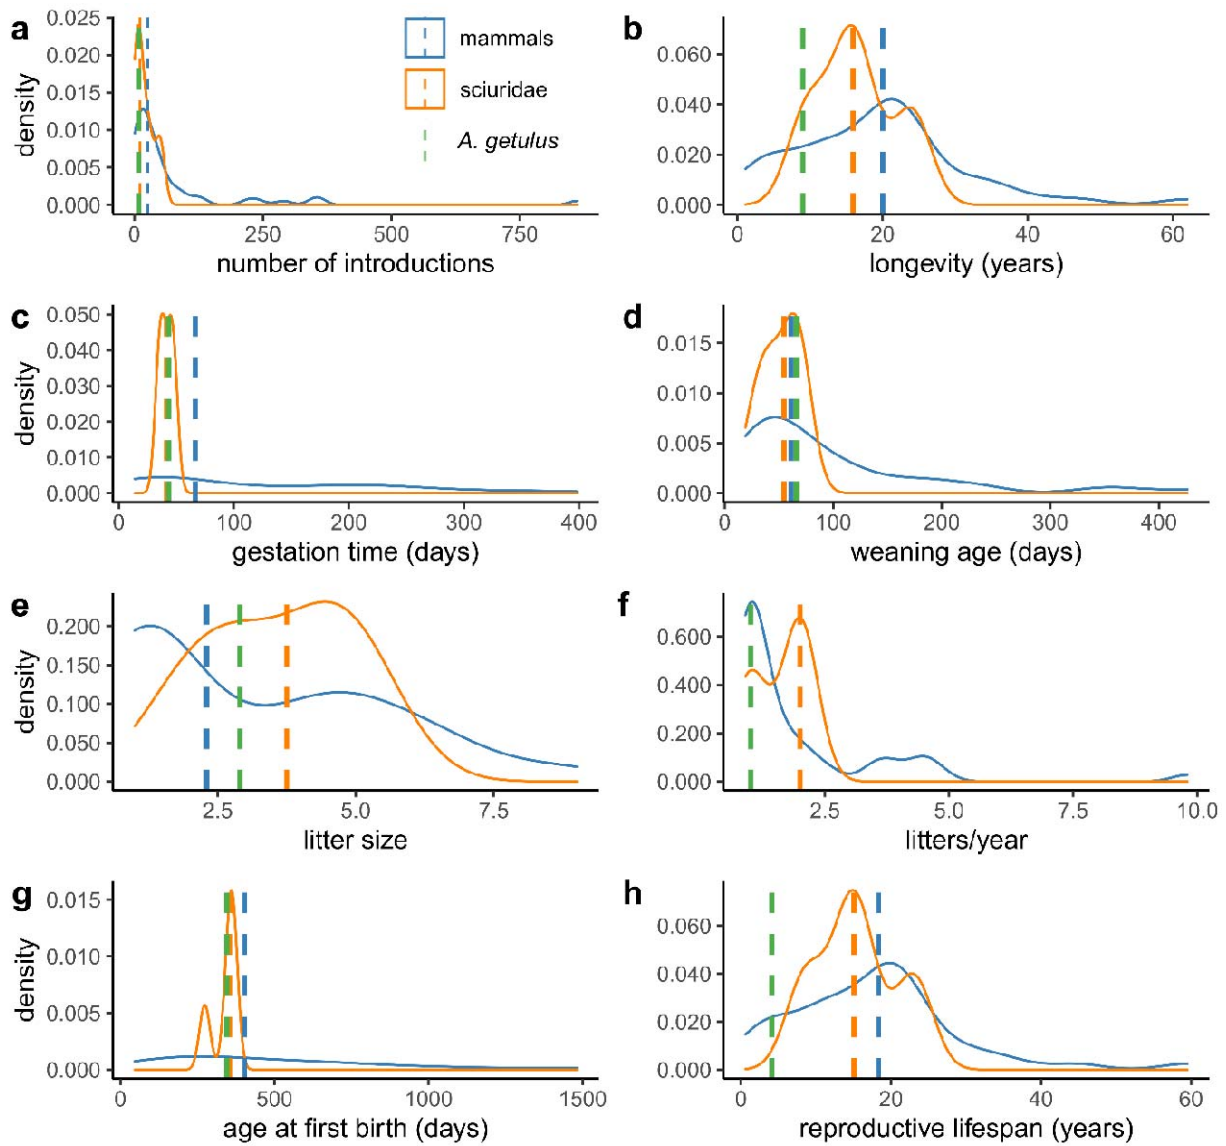 a
0.025
0.020
0.015
0.010
0.005
0.000
density
0 250 500 750
number of introductions
mammals
sciuridae
A. getulus
b
0.060
0.040
0.020
0.000
0 20 40 60
longevity (years)
c
0.050
0.040
0.030
0.020
0.010
0.000
density
0 100 200 300 400
gestation time (days)
d
0.015
0.010
0.005
0.000
0 100 200 300 400
weaning age (days)
e
0.200
0.150
0.100
0.050
0.000
density
2.5 5.0 7.5
litter size
f
0.600
0.400
0.200
0.000
2.5 5.0 7.5 10.0
litters/year
g
0.015
0.010
0.005
0.000
density
0 500 1000 1500
age at first birth (days)
h
0.060
0.040
0.020
0.000
0 20 40 60
reproductive lifespan (years)